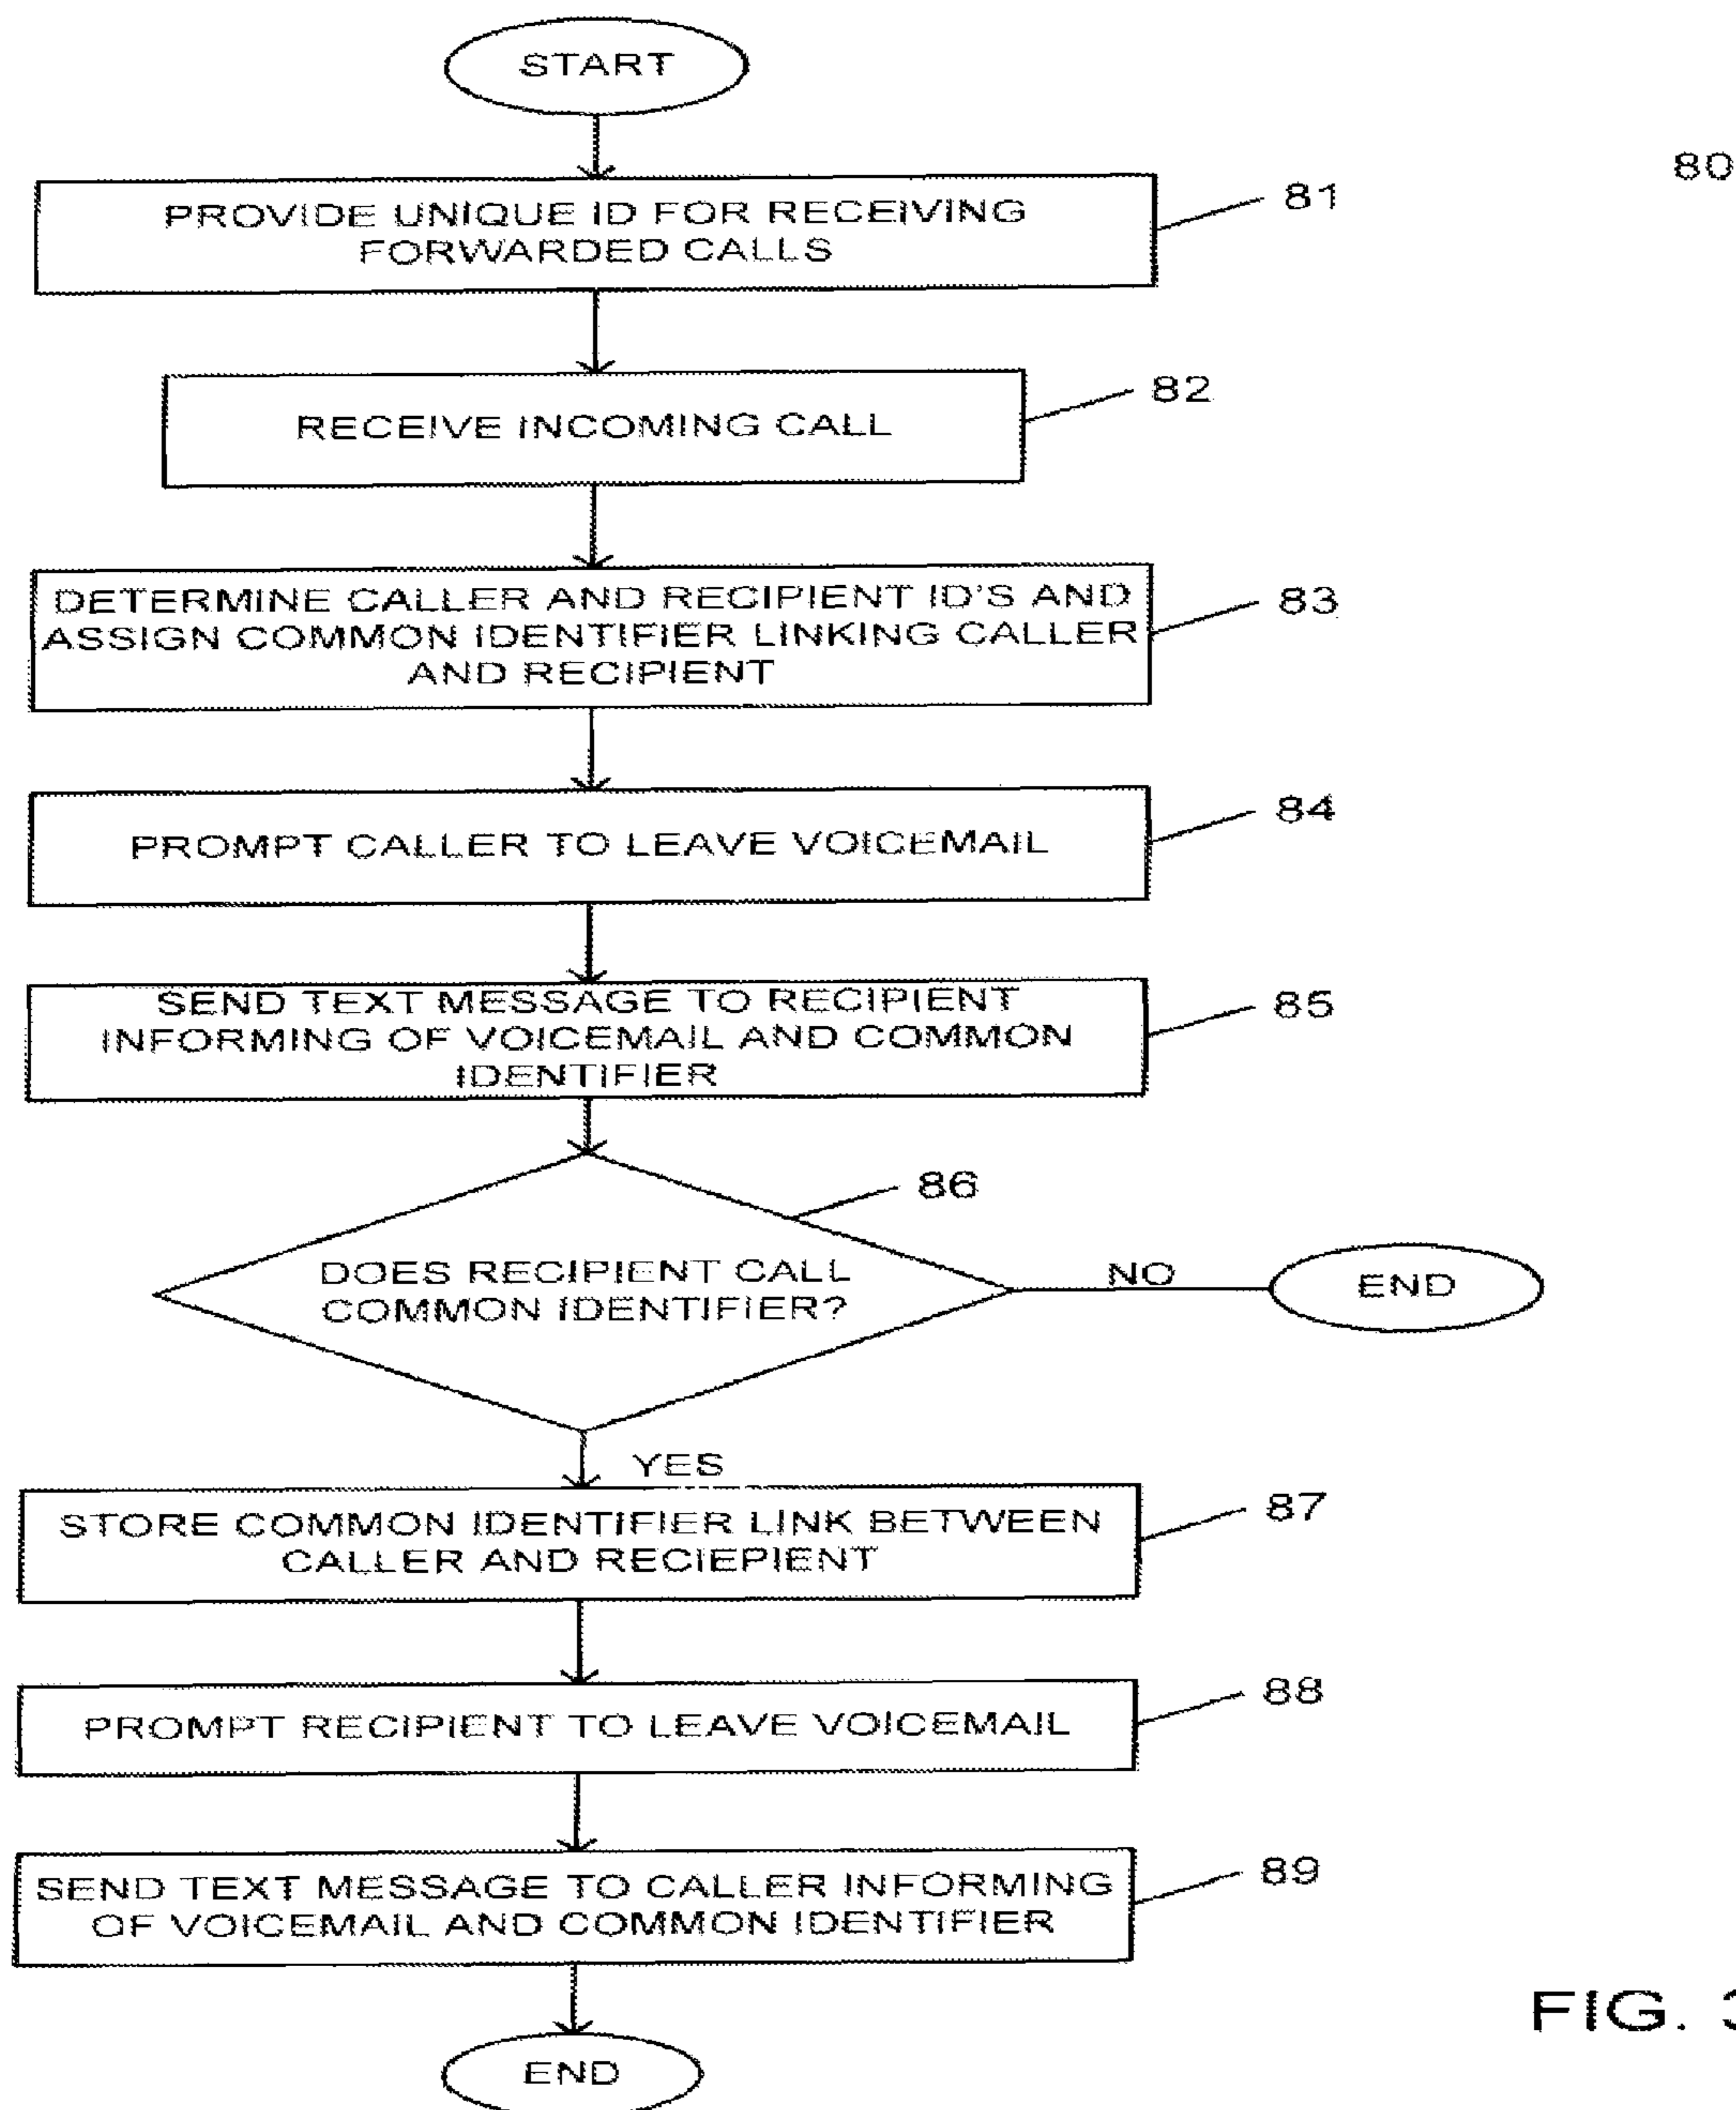 START
80
PROVIDE UNIQUE ID FOR RECEIVING
FORWARDED CALLS
81
RECEIVE INCOMING CALL
82
DETERMINE CALLER AND RECIPIENT ID'S AND
ASSIGN COMMON IDENTIFIER LINKING CALLER
AND RECIPIENT
83
PROMPT CALLER TO LEAVE VOICEMAIL
84
SEND TEXT MESSAGE TO RECIPIENT
INFORMING OF VOICEMAIL AND COMMON
IDENTIFIER
85
86
DOES RECIPIENT CALL
COMMON IDENTIFIER?
NO
END
YES
STORE COMMON IDENTIFIER LINK BETWEEN
CALLER AND RECIEPIENT
87
PROMPT RECIPIENT TO LEAVE VOICEMAIL
88
SEND TEXT MESSAGE TO CALLER INFORMING
OF VOICEMAIL AND COMMON IDENTIFIER
89
END
FIG. 3